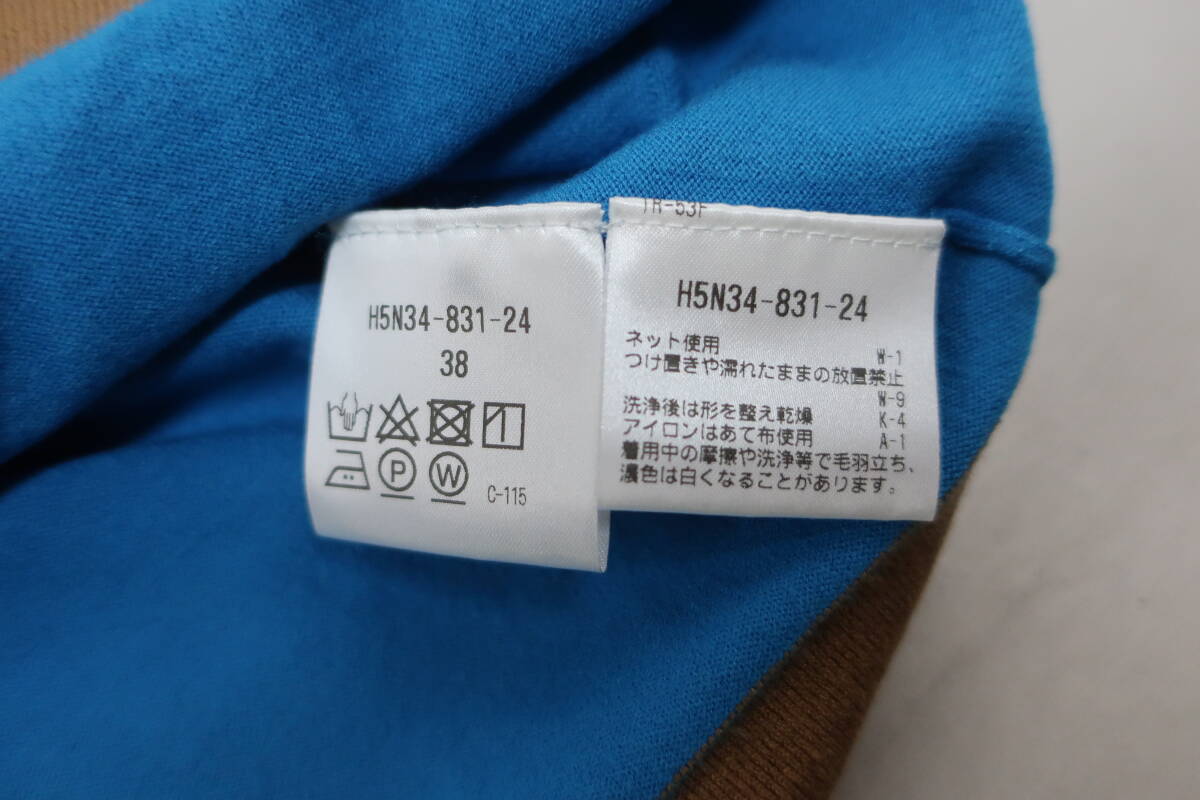 H5N34-831-24
38
P
W
C-115
TR-53F
H5N34-831-24
ネット使用 W-1
つけ置きや濡れたままの放置禁止
W-9
洗浄後は形を整え乾燥 K-4
アイロンはあて布使用 A-1
着用中の摩擦や洗浄等で毛羽立ち、
濃色は白くなることがあります。